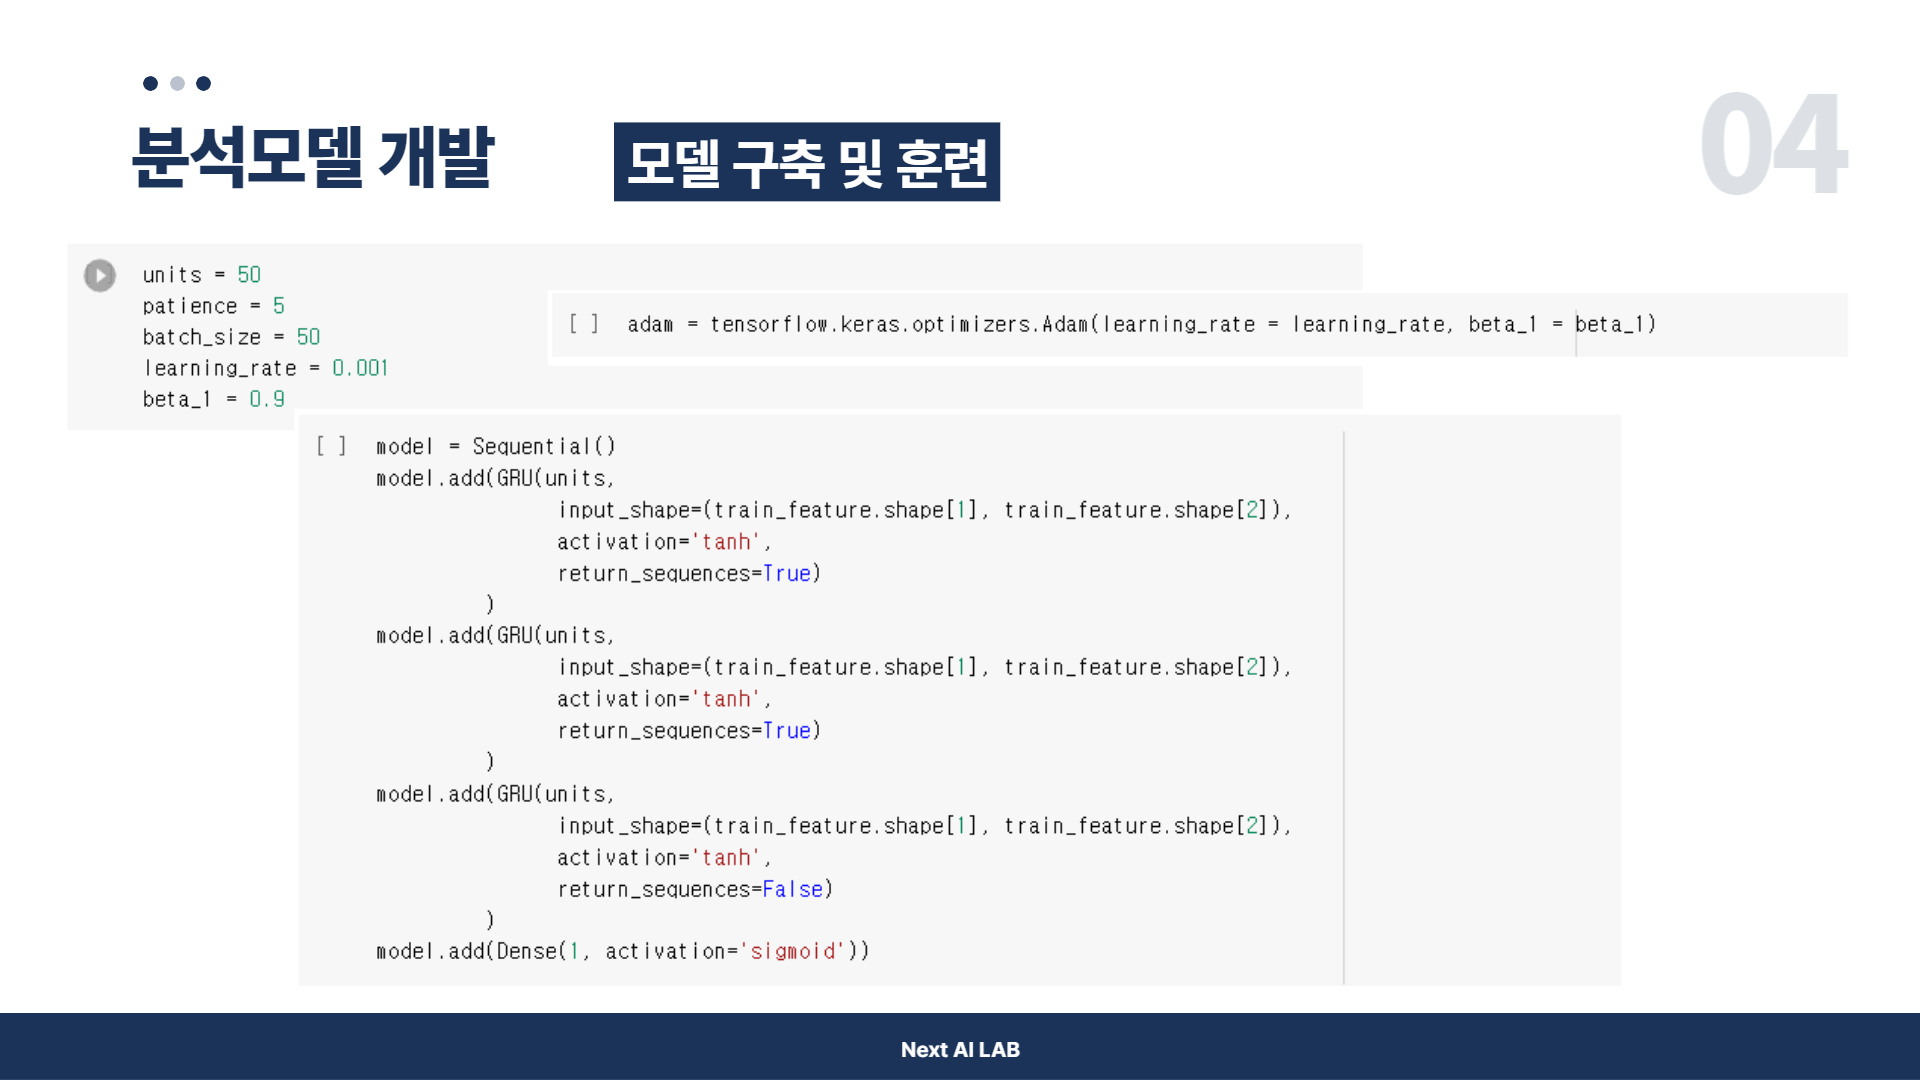 분석모델 개발
모델 구축 및 훈련
04
units = 50
patience = 5
batch_size = 50
learning_rate = 0.001
beta_1 = 0.9
[ ] adam = tensorflow.keras.optimizers.Adam(learning_rate = learning_rate, beta_1 = beta_1)
[ ] model = Sequential()
model.add(GRU(units,
input_shape=(train_feature.shape[1], train_feature.shape[2]),
activation='tanh',
return_sequences=True)
)
model.add(GRU(units,
input_shape=(train_feature.shape[1], train_feature.shape[2]),
activation='tanh',
return_sequences=True)
)
model.add(GRU(units,
input_shape=(train_feature.shape[1], train_feature.shape[2]),
activation='tanh',
return_sequences=False)
)
model.add(Dense(1, activation='sigmoid'))
Next AI LAB